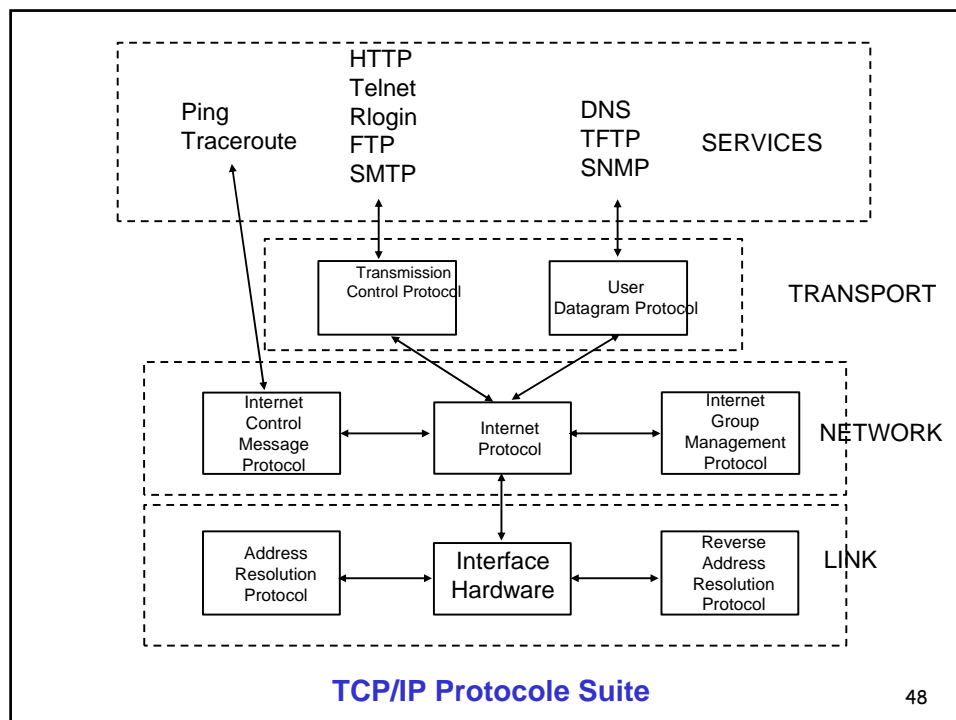 Ping
Traceroute
HTTP
Telnet
Rlogin
FTP
SMTP
DNS
TFTP
SNMP
SERVICES
Transmission
Control Protocol
User
Datagram Protocol
TRANSPORT
Internet
Control
Message
Protocol
Internet
Protocol
Internet
Group
Management
Protocol
NETWORK
Address
Resolution
Protocol
Interface
Hardware
Reverse
Address
Resolution
Protocol
LINK
TCP/IP Protocole Suite
48